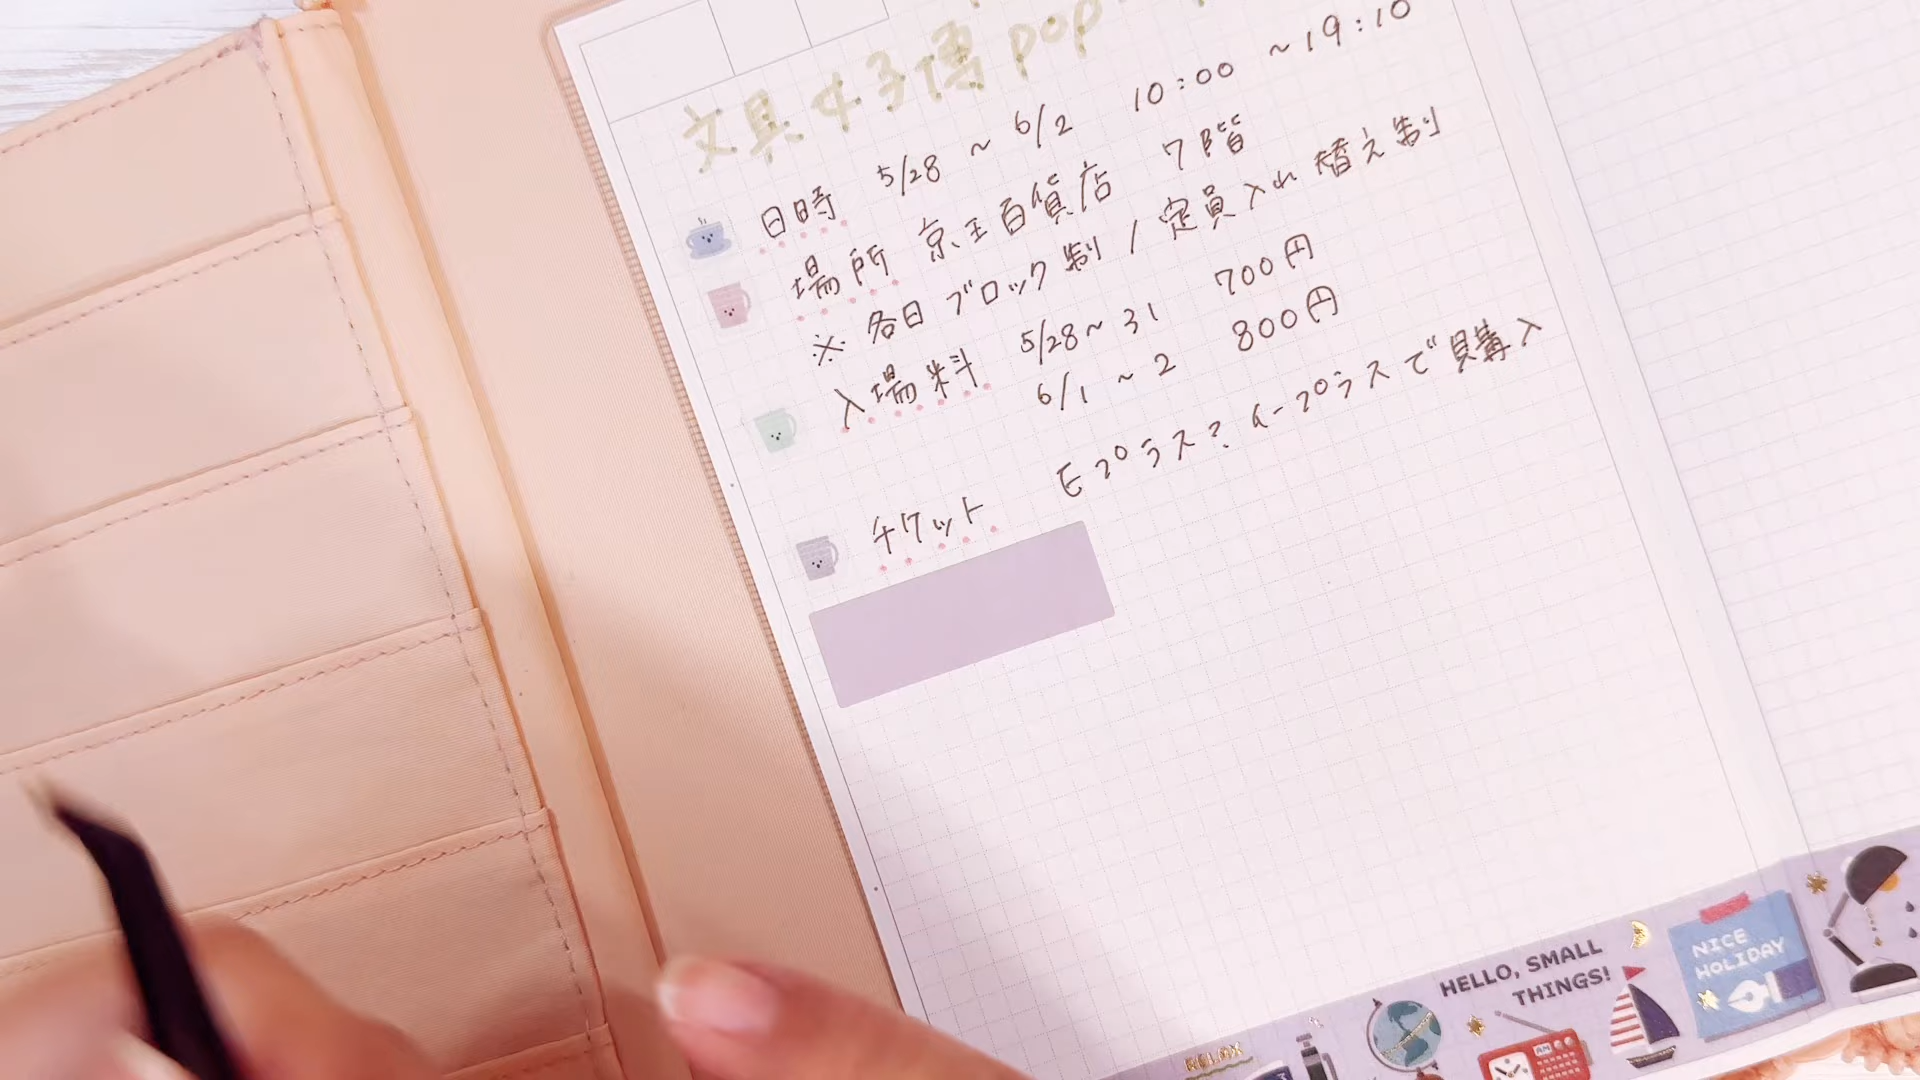 文具女子博 pop
日時 5/28 ~ 6/2 10:00 ~19:10
場所 京王百貨店 7階
※ 各日ブロック制 / 定員入れ替え制
入場料 5/28~31 700円
6/1 ~ 2 800円
チケット Eプラス? イープラスで購入
HELLO, SMALL
THINGS!
NICE
HOLIDAY
RELAX